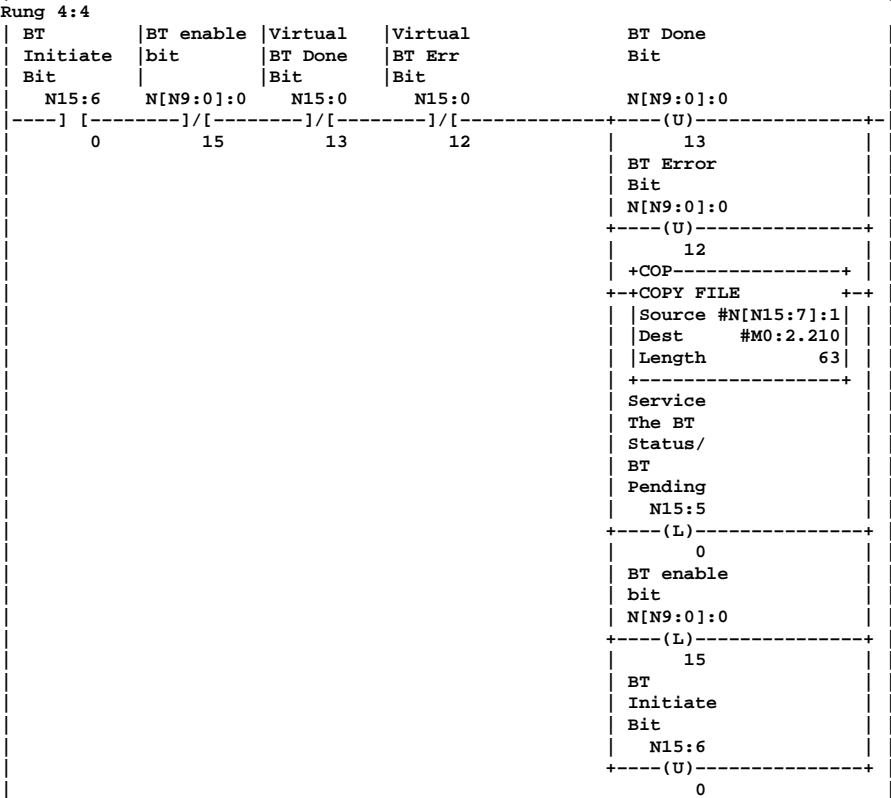 Rung 4:4
| BT        |BT enable |Virtual  |Virtual             BT Done            |
| Initiate  |bit       |BT Done  |BT Err              Bit                |
| Bit       |          |Bit      |Bit                                    |
|   N15:6   N[N9:0]:0   N15:0     N15:0              N[N9:0]:0          |
|----] [--------]/[--------]/[--------]/[------------+----(U)---------------+-|
|       0        15         13        12             |      13              | |
|                                                    | BT Error             | |
|                                                    | Bit                  | |
|                                                    | N[N9:0]:0            | |
|                                                    +----(U)---------------+ |
|                                                    |      12              | |
|                                                    | +COP---------------+ | |
|                                                    +-+COPY FILE         +-+ |
|                                                    | |Source #N[N15:7]:1| | |
|                                                    | |Dest     #M0:2.210| | |
|                                                    | |Length          63| | |
|                                                    | +------------------+ | |
|                                                    | Service              | |
|                                                    | The BT               | |
|                                                    | Status/              | |
|                                                    | BT                   | |
|                                                    | Pending              | |
|                                                    |   N15:5              | |
|                                                    +----(L)---------------+ |
|                                                    |       0              | |
|                                                    | BT enable            | |
|                                                    | bit                  | |
|                                                    | N[N9:0]:0            | |
|                                                    +----(L)---------------+ |
|                                                    |      15              | |
|                                                    | BT                   | |
|                                                    | Initiate             | |
|                                                    | Bit                  | |
|                                                    |   N15:6              | |
|                                                    +----(U)---------------+ |
|                                                            0                |